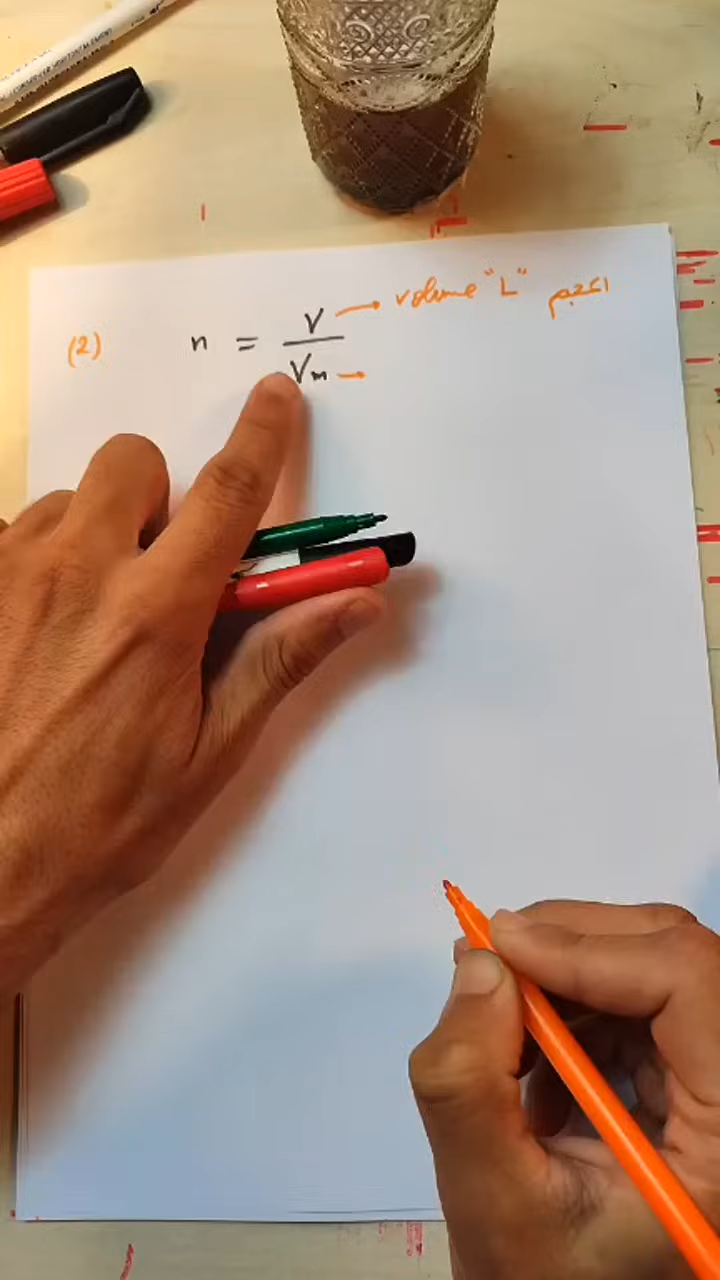 (2) n = V / Vm
→ volume "L" الحجم
→